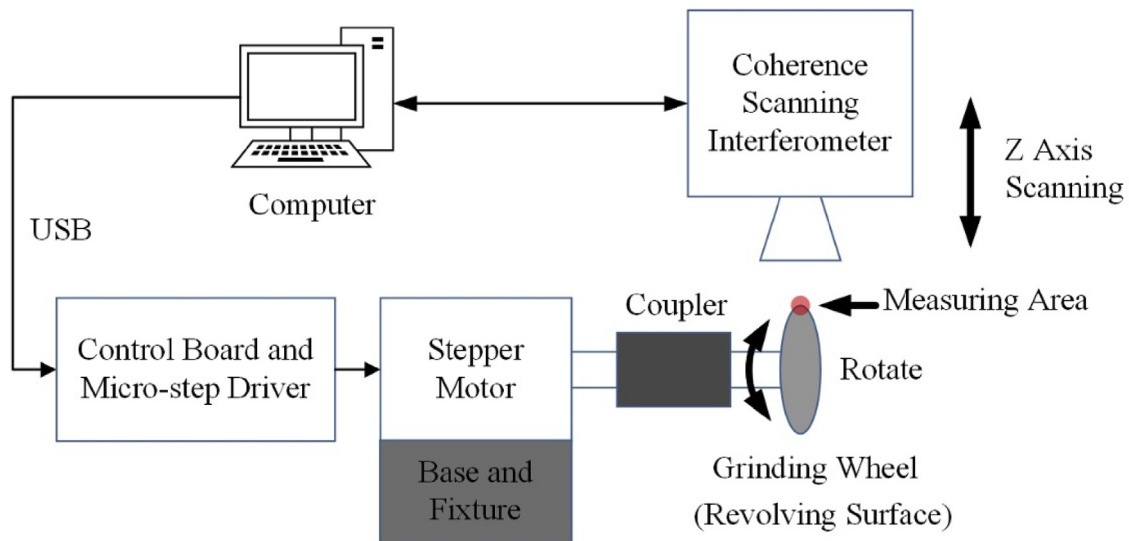 Coherence
Scanning
Interferometer
Z Axis
Scanning
Computer
USB
Measuring Area
Coupler
Control Board and
Micro-step Driver
Stepper
Motor
Rotate
Base and
Fixture
Grinding Wheel
(Revolving Surface)